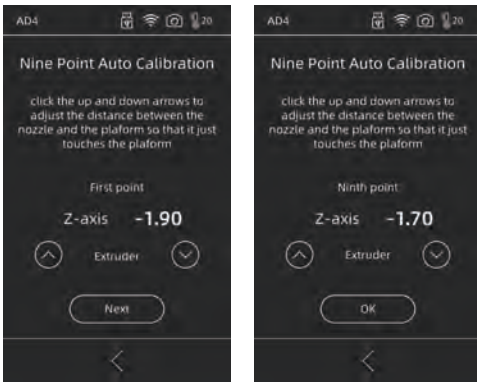 AD4
20
Nine Point Auto Calibration
click the up and down arrows to
adjust the distance between the
nozzle and the plaform so that it just
touches the plaform
First point
Z-axis -1.90
Extruder
Next
AD4
20
Nine Point Auto Calibration
click the up and down arrows to
adjust the distance between the
nozzle and the plaform so that it just
touches the plaform
Ninth point
Z-axis -1.70
Extruder
OK